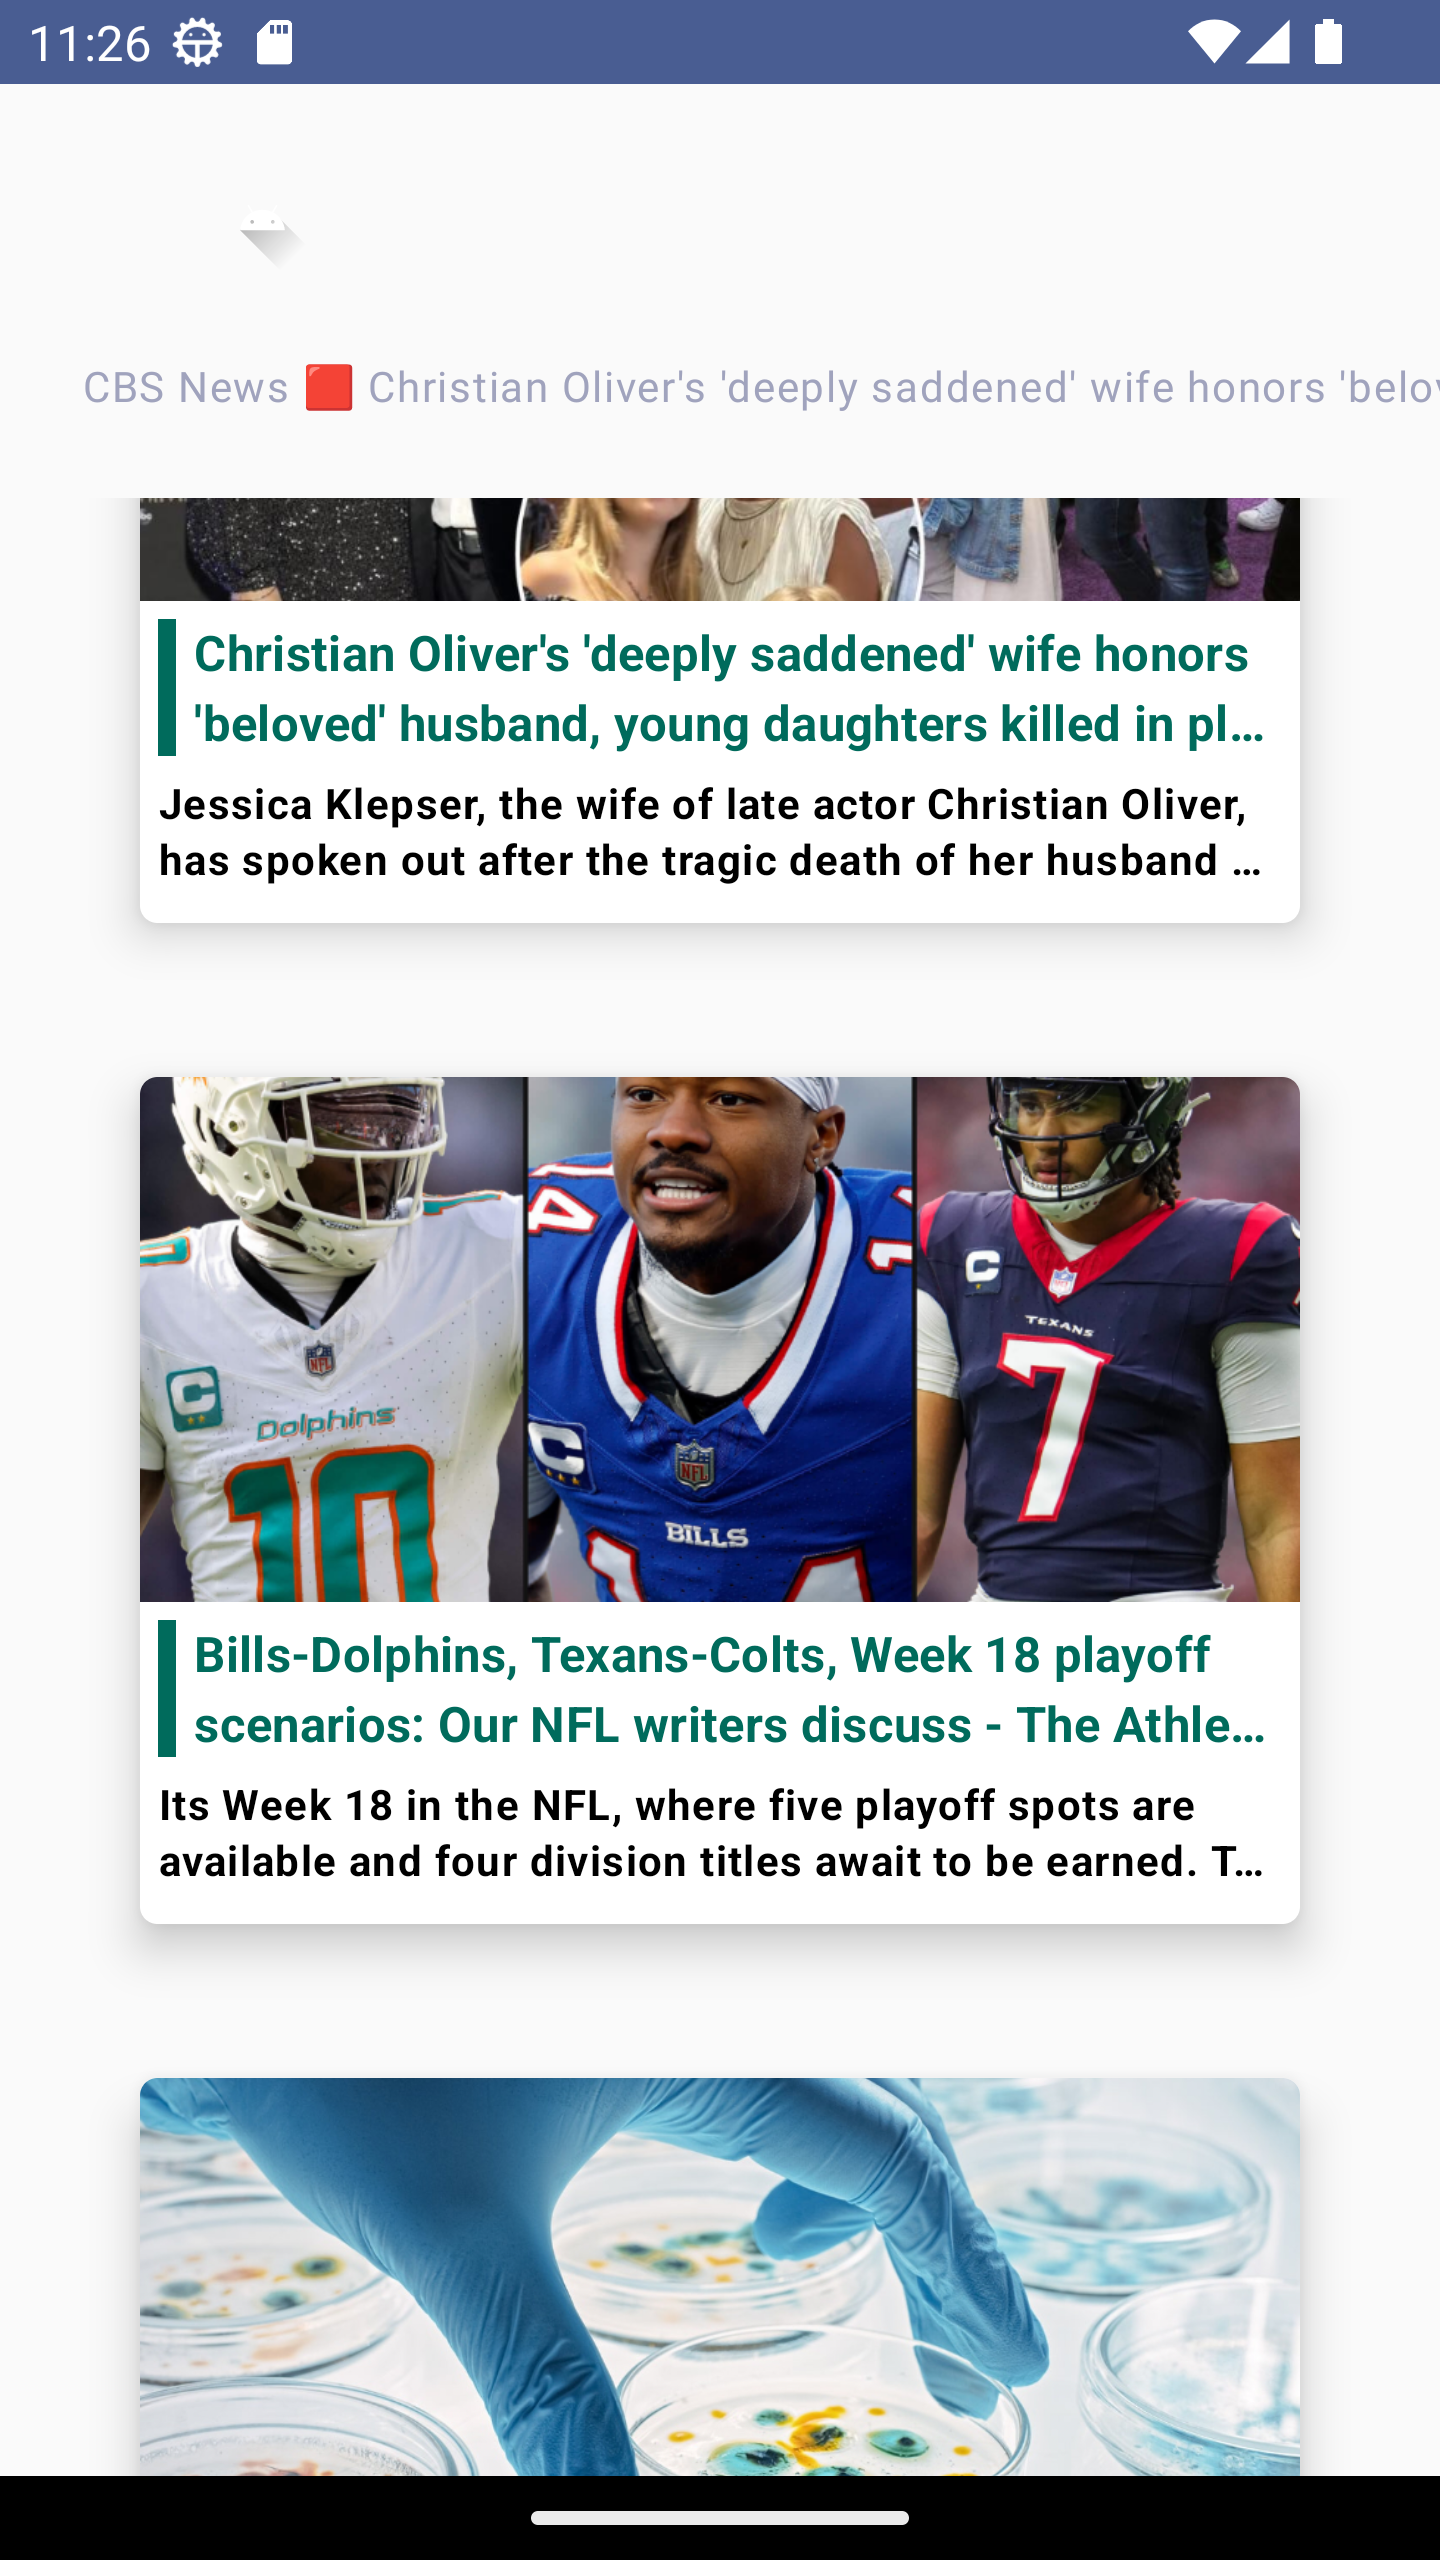 11:26
CBS News 🟥 Christian Oliver's 'deeply saddened' wife honors 'belov
Christian Oliver's 'deeply saddened' wife honors
'beloved' husband, young daughters killed in pl…
Jessica Klepser, the wife of late actor Christian Oliver,
has spoken out after the tragic death of her husband …
14
1
C
NFL
Dolphins
10
C
NFL
BILLS
C
NFL
TEXANS
7
Bills-Dolphins, Texans-Colts, Week 18 playoff
scenarios: Our NFL writers discuss - The Athle…
Its Week 18 in the NFL, where five playoff spots are
available and four division titles await to be earned. T…